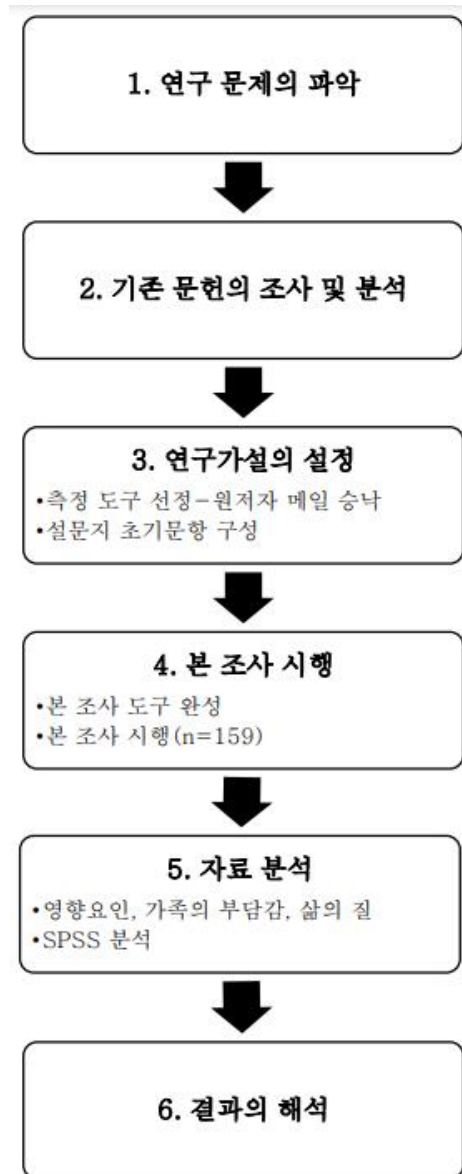 1. 연구 문제의 파악
2. 기존 문헌의 조사 및 분석
3. 연구가설의 설정
•측정 도구 선정-원저자 메일 승낙
•설문지 초기문항 구성
4. 본 조사 시행
•본 조사 도구 완성
•본 조사 시행(n=159)
5. 자료 분석
•영향요인, 가족의 부담감, 삶의 질
•SPSS 분석
6. 결과의 해석